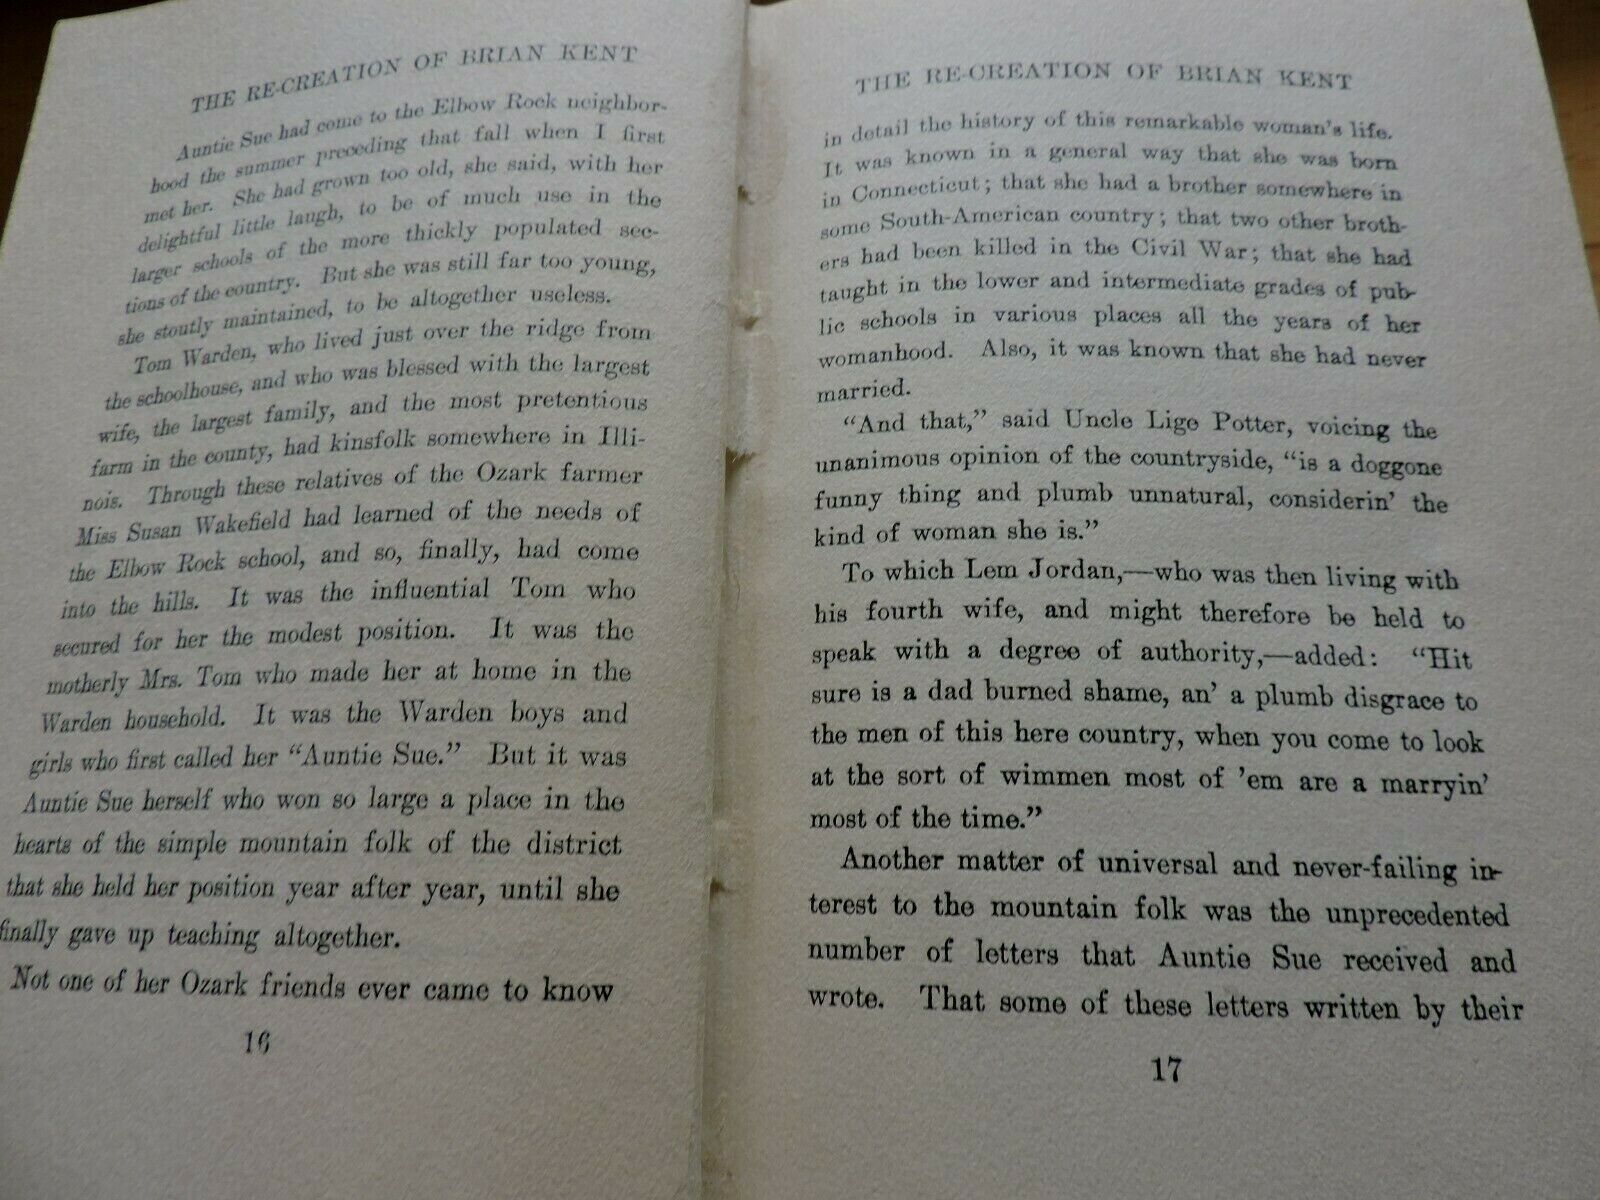 THE RE-CREATION OF BRIAN KENT
Auntie Sue had come to the Elbow Rock neighbor-
hood the summer preceding that fall when I first
met her. She had grown too old, she said, with her
delightful little laugh, to be of much use in the
larger schools of the more thickly populated sec-
tions of the country. But she was still far too young,
she stoutly maintained, to be altogether useless.
Tom Warden, who lived just over the ridge from
the schoolhouse, and who was blessed with the largest
wife, the largest family, and the most pretentious
farm in the county, had kinsfolk somewhere in Illi-
nois. Through these relatives of the Ozark farmer
Miss Susan Wakefield had learned of the needs of
the Elbow Rock school, and so, finally, had come
into the hills. It was the influential Tom who
secured for her the modest position. It was the
motherly Mrs. Tom who made her at home in the
Warden household. It was the Warden boys and
girls who first called her "Auntie Sue." But it was
Auntie Sue herself who won so large a place in the
hearts of the simple mountain folk of the district
that she held her position year after year, until she
finally gave up teaching altogether.
Not one of her Ozark friends ever came to know
16
THE RE-CREATION OF BRIAN KENT
in detail the history of this remarkable woman's life.
It was known in a general way that she was born
in Connecticut; that she had a brother somewhere in
some South-American country; that two other broth-
ers had been killed in the Civil War; that she had
taught in the lower and intermediate grades of pub-
lic schools in various places all the years of her
womanhood. Also, it was known that she had never
married.
"And that," said Uncle Lige Potter, voicing the
unanimous opinion of the countryside, "is a doggone
funny thing and plumb unnatural, considerin' the
kind of woman she is."
To which Lem Jordan,—who was then living with
his fourth wife, and might therefore be held to
speak with a degree of authority,—added: "Hit
sure is a dad burned shame, an' a plumb disgrace to
the men of this here country, when you come to look
at the sort of wimmen most of 'em are a marryin'
most of the time."
Another matter of universal and never-failing in-
terest to the mountain folk was the unprecedented
number of letters that Auntie Sue received and
wrote. That some of these letters written by their
17